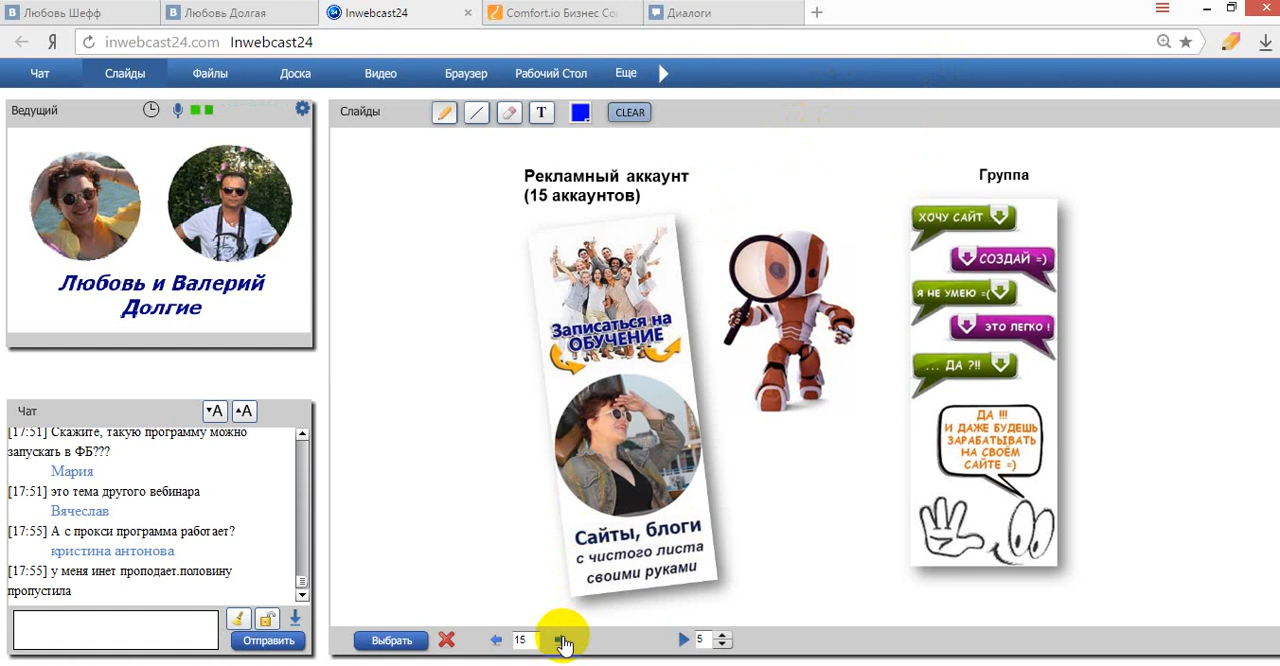 Любовь Шефф
Любовь Долгая
Inwebcast24
Comfort.io Бизнес Со
Диалоги
inwebcast24.com Inwebcast24
Чат
Слайды
Файлы
Доска
Видео
Браузер
Рабочий Стол
Еще
Ведущий
Любовь и Валерий
Долгие
Чат
▾A
▴A
[17:51] Скажите, такую программу можно
запускать в ФБ???
Мария
[17:51] это тема другого вебинара
Вячеслав
[17:55] А с прокси программа работает?
кристина антонова
[17:55] у меня инет проподает.половину
пропустила
Отправить
Слайды
T
CLEAR
Рекламный аккаунт
(15 аккаунтов)
Записаться на
ОБУЧЕНИЕ
Сайты, блоги
с чистого листа
своими руками
Группа
ХОЧУ САЙТ
СОЗДАЙ =)
Я НЕ УМЕЮ =(
ЭТО ЛЕГКО !
... ДА ?!!
ДА !!!
И ДАЖЕ БУДЕШЬ
ЗАРАБАТЫВАТЬ
НА СВОЁМ
САЙТЕ =)
Выбрать
15
5